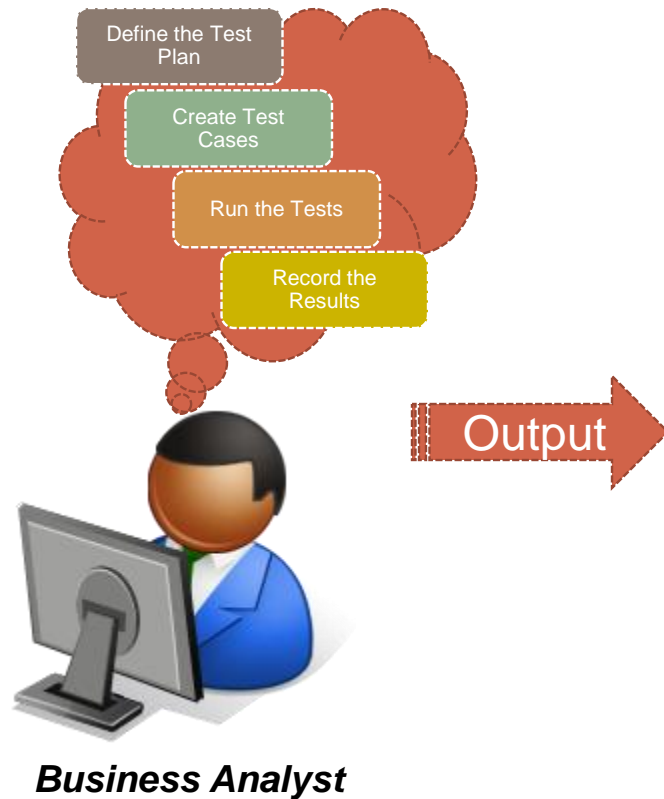 Define the Test
Plan
Create Test
Cases
Run the Tests
Record the
Results
Output
Business Analyst